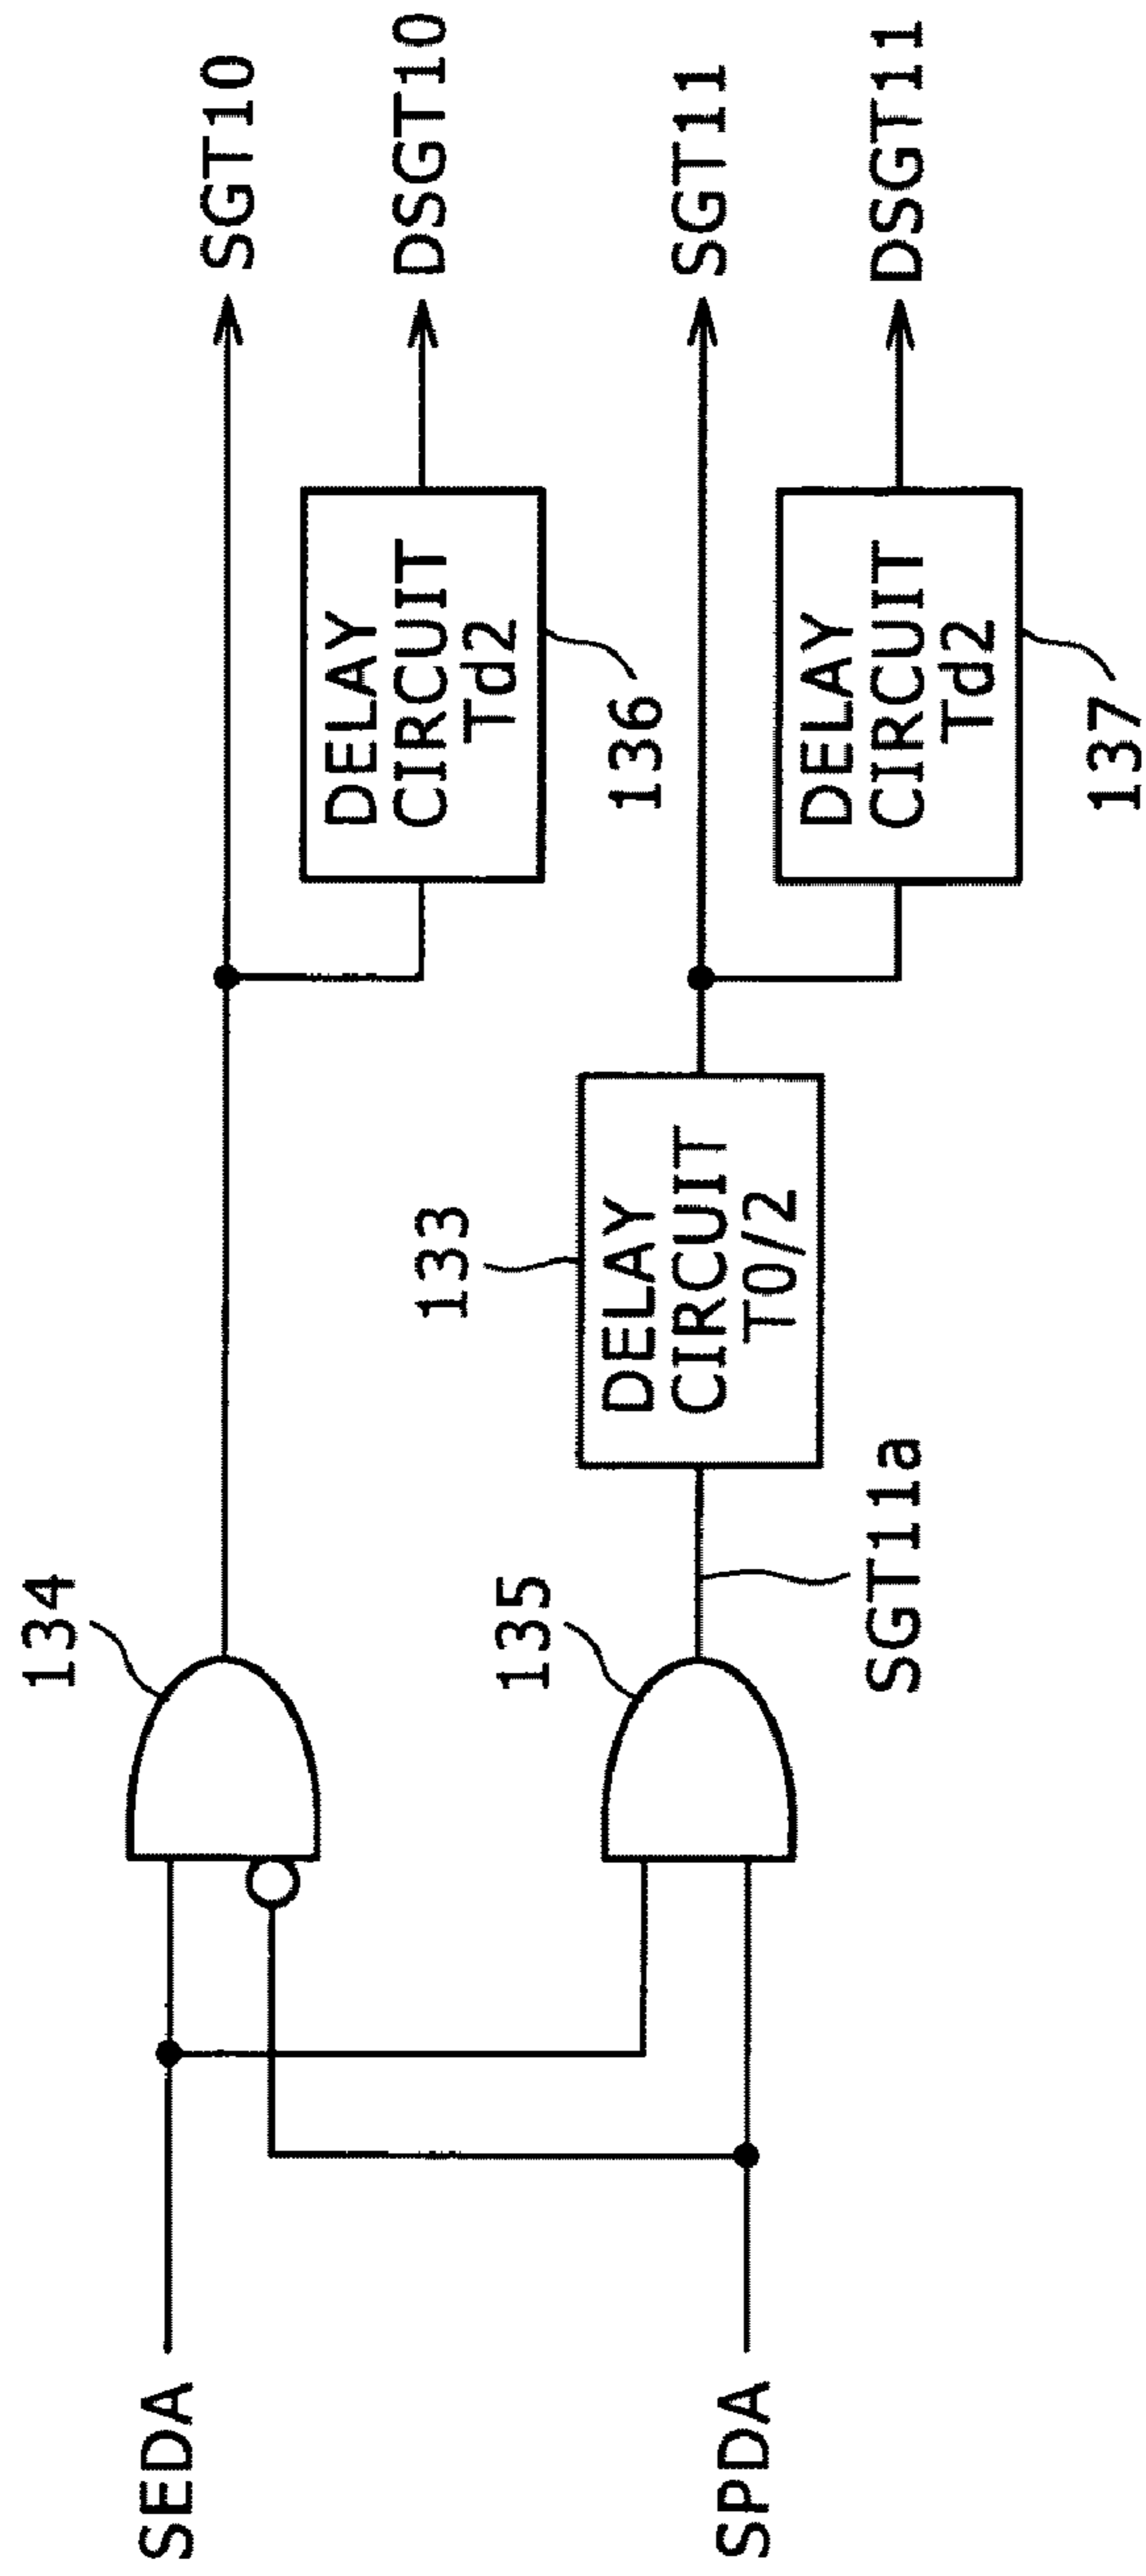 SEDA
SPDA
134
135
SGT11a
133
DELAY
CIRCUIT
T0/2
DELAY
CIRCUIT
Td2
136
DELAY
CIRCUIT
Td2
137
SGT10
DSGT10
SGT11
DSGT11